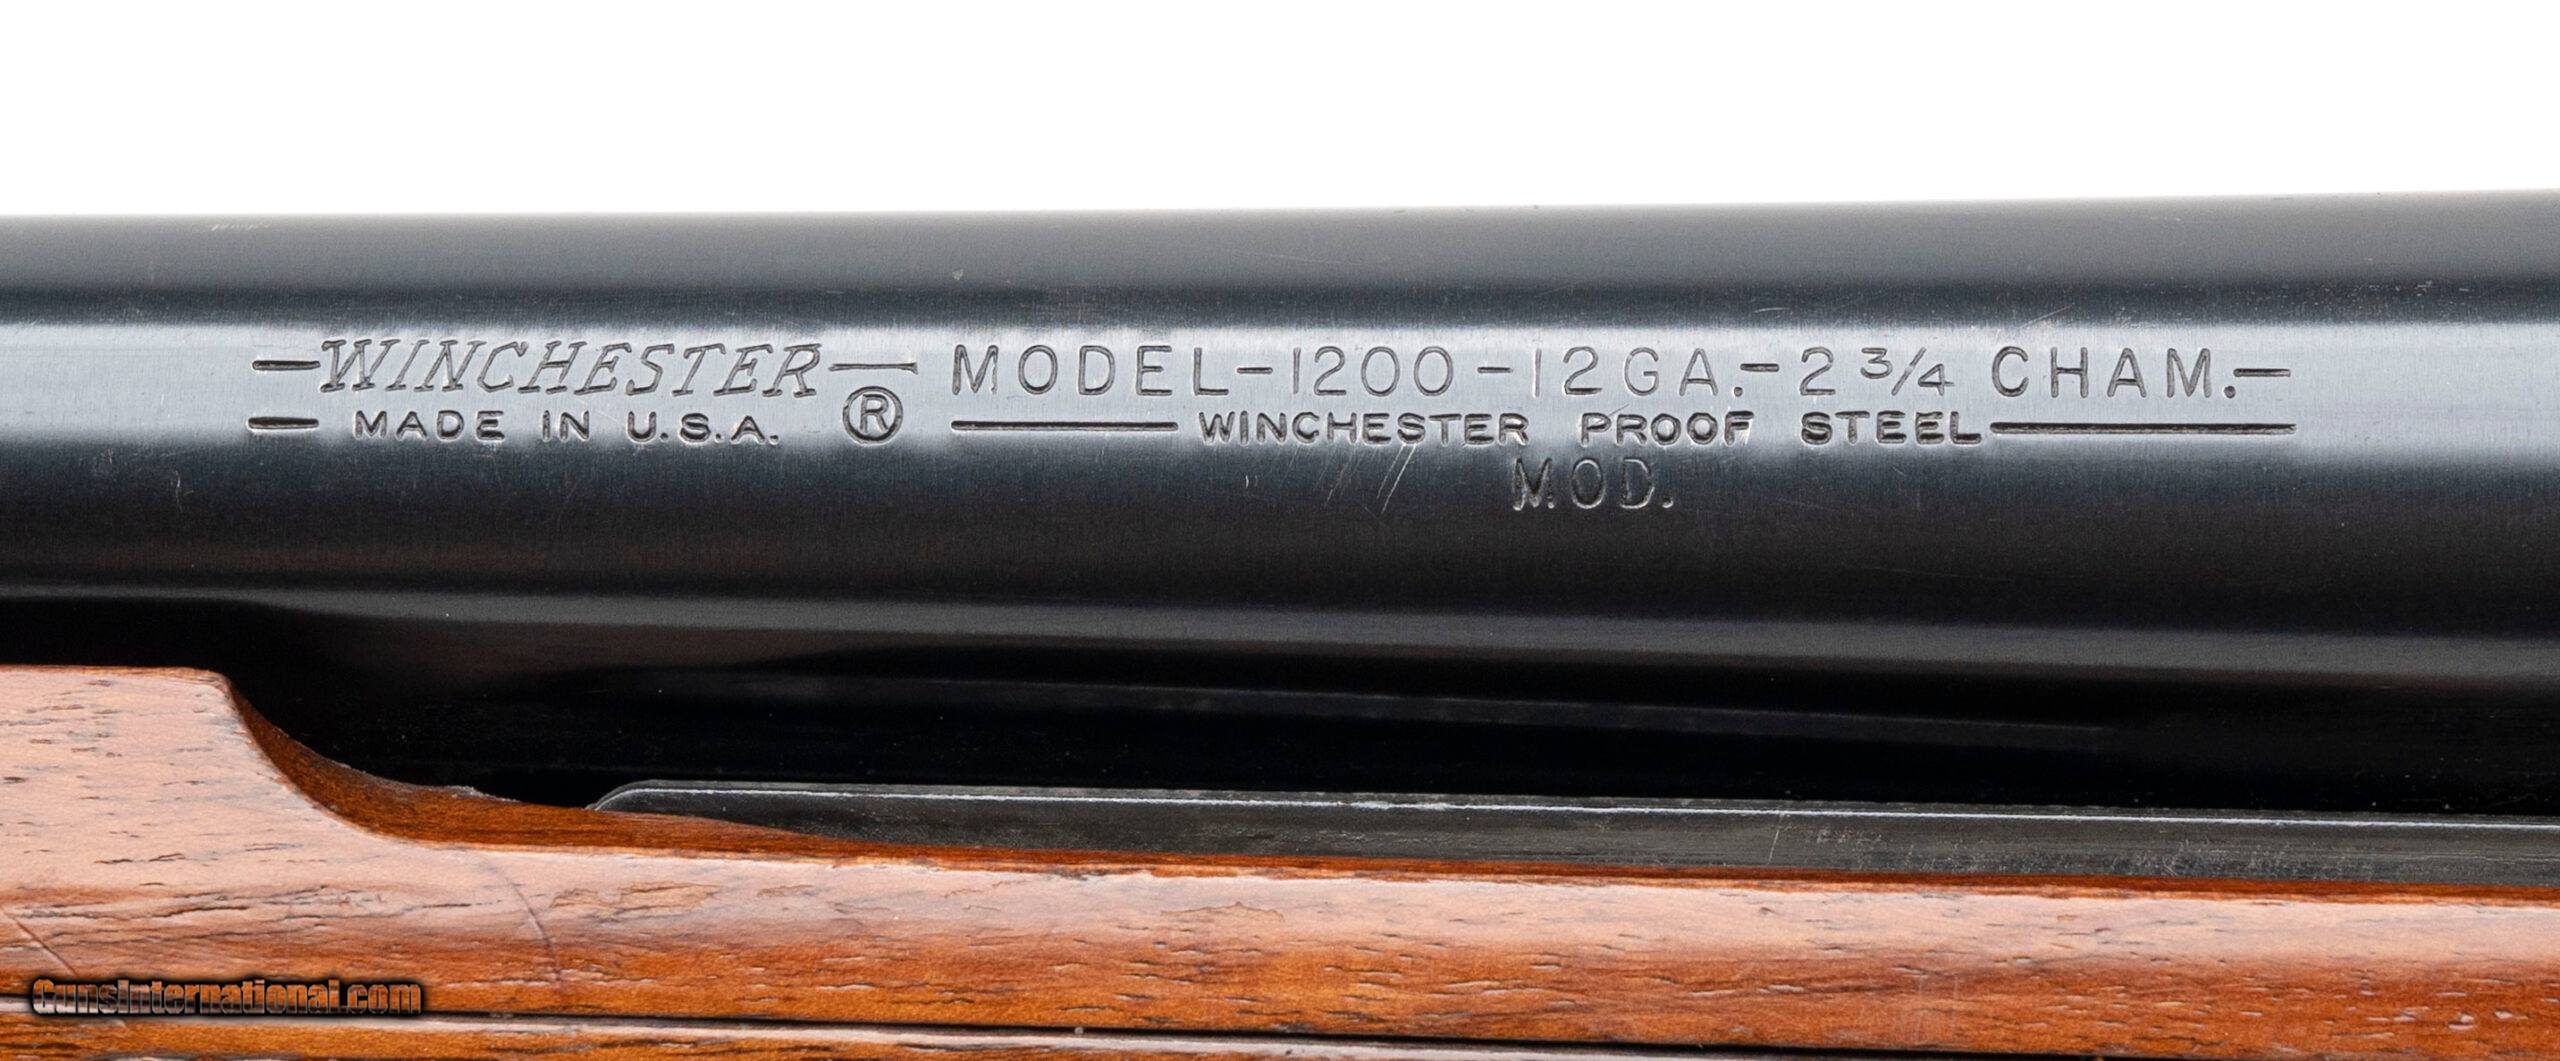 —WINCHESTER— MODEL-1200-12GA.-2 3/4 CHAM.—
— MADE IN U.S.A. ® —WINCHESTER PROOF STEEL—
MOD.
GunsInternational.com